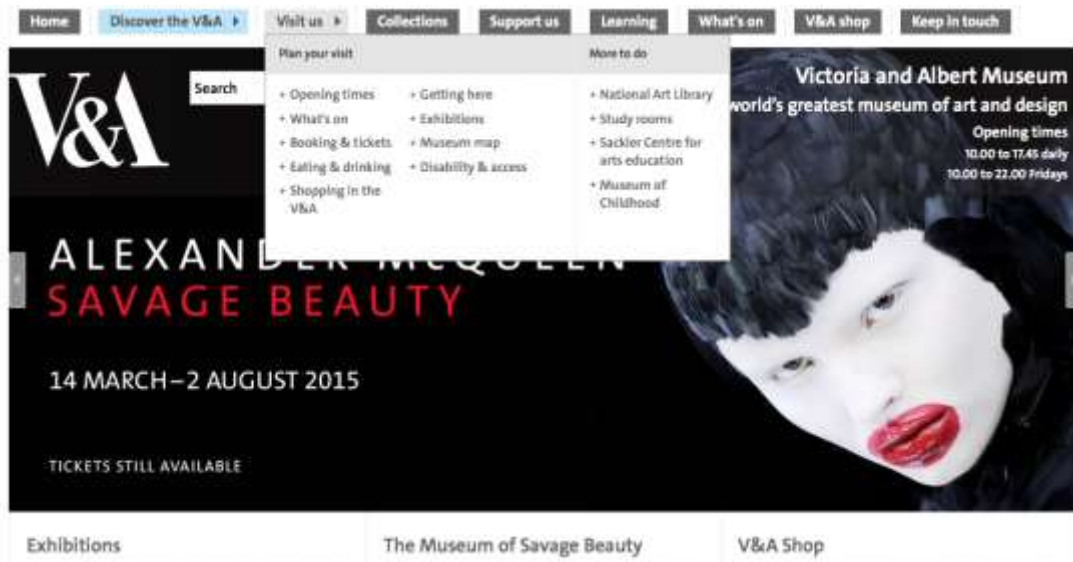 Home
Discover the V&A
Visit us
Collections
Support us
Learning
What's on
V&A shop
Keep in touch
Plan your visit
+ Opening times
+ What's on
+ Booking & tickets
+ Eating & drinking
+ Shopping in the
V&A
+ Getting here
+ Exhibitions
+ Museum map
+ Disability & access
More to do
+ National Art Library
+ Study rooms
+ Sackler Centre for
arts education
+ Museum of
Childhood
V&A
Search
Victoria and Albert Museum
world's greatest museum of art and design
Opening times
10.00 to 17.45 daily
10.00 to 22.00 Fridays
ALEXANDER McQUEEN
SAVAGE BEAUTY
14 MARCH–2 AUGUST 2015
TICKETS STILL AVAILABLE
Exhibitions
The Museum of Savage Beauty
V&A Shop